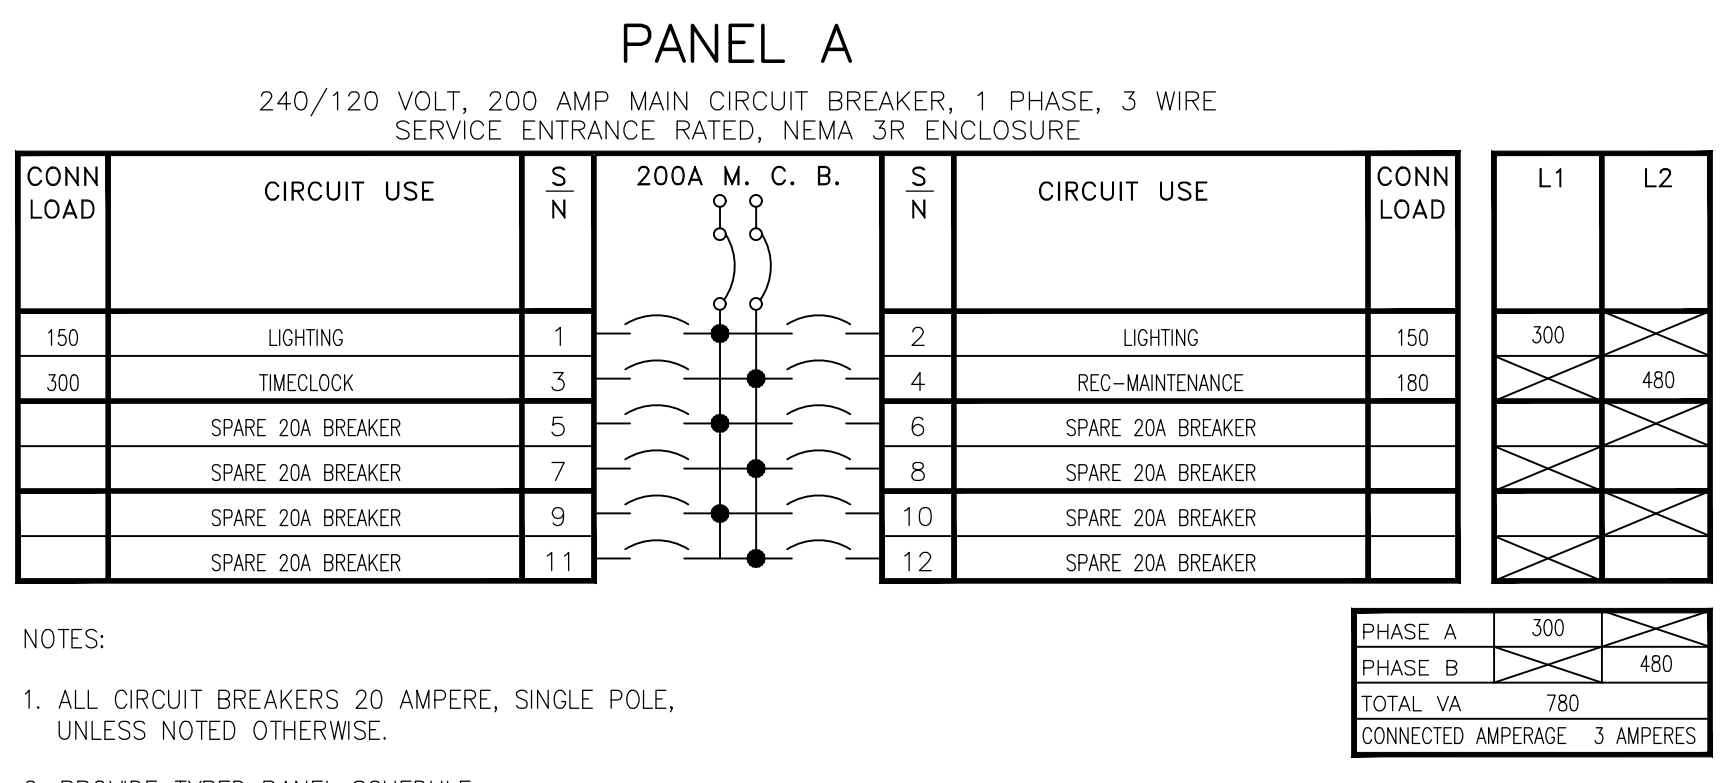 PANEL A
240/120 VOLT, 200 AMP MAIN CIRCUIT BREAKER, 1 PHASE, 3 WIRE
SERVICE ENTRANCE RATED, NEMA 3R ENCLOSURE
CONN LOAD CIRCUIT USE S/N 200A M. C. B. S/N CIRCUIT USE CONN LOAD L1 L2
150 LIGHTING 1 2 LIGHTING 150 300
300 TIMECLOCK 3 4 REC-MAINTENANCE 180 480
SPARE 20A BREAKER 5 6 SPARE 20A BREAKER
SPARE 20A BREAKER 7 8 SPARE 20A BREAKER
SPARE 20A BREAKER 9 10 SPARE 20A BREAKER
SPARE 20A BREAKER 11 12 SPARE 20A BREAKER
PHASE A 300
PHASE B 480
TOTAL VA 780
CONNECTED AMPERAGE 3 AMPERES
NOTES:
1. ALL CIRCUIT BREAKERS 20 AMPERE, SINGLE POLE,
UNLESS NOTED OTHERWISE.